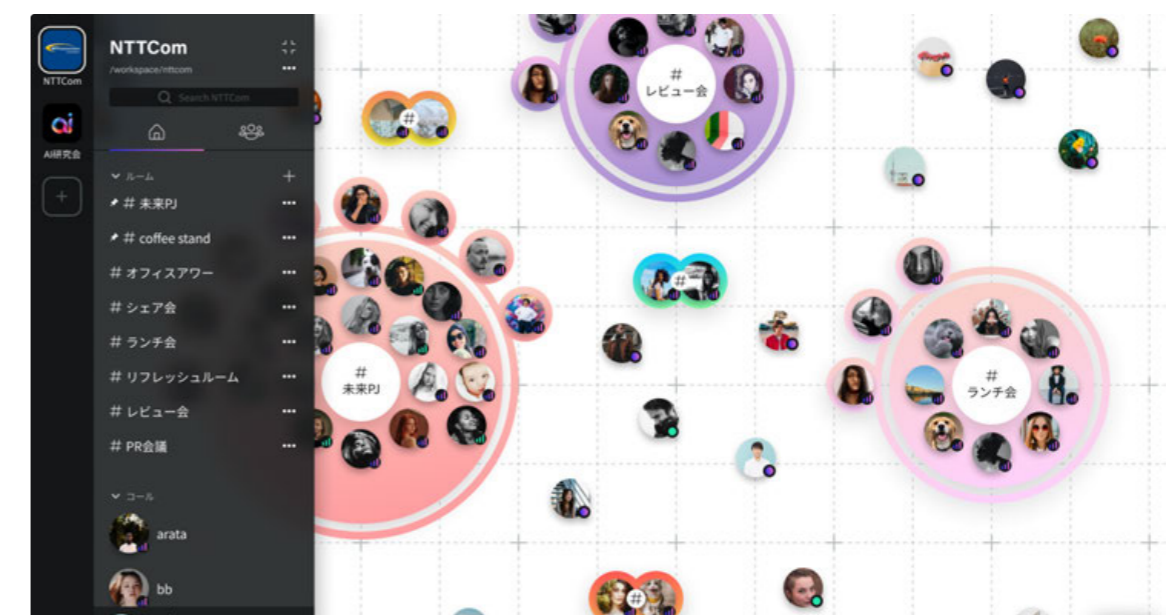 NTTCom
AI研究会
NTTCom
/workspace/nttcom
Search NTTCom
ルーム
# 未来PJ
# coffee stand
# オフィスアワー
# シェア会
# ランチ会
# リフレッシュルーム
# レビュー会
# PR会議
コール
arata
bb
#
レビュー会
#
#
#
未来PJ
#
ランチ会
#